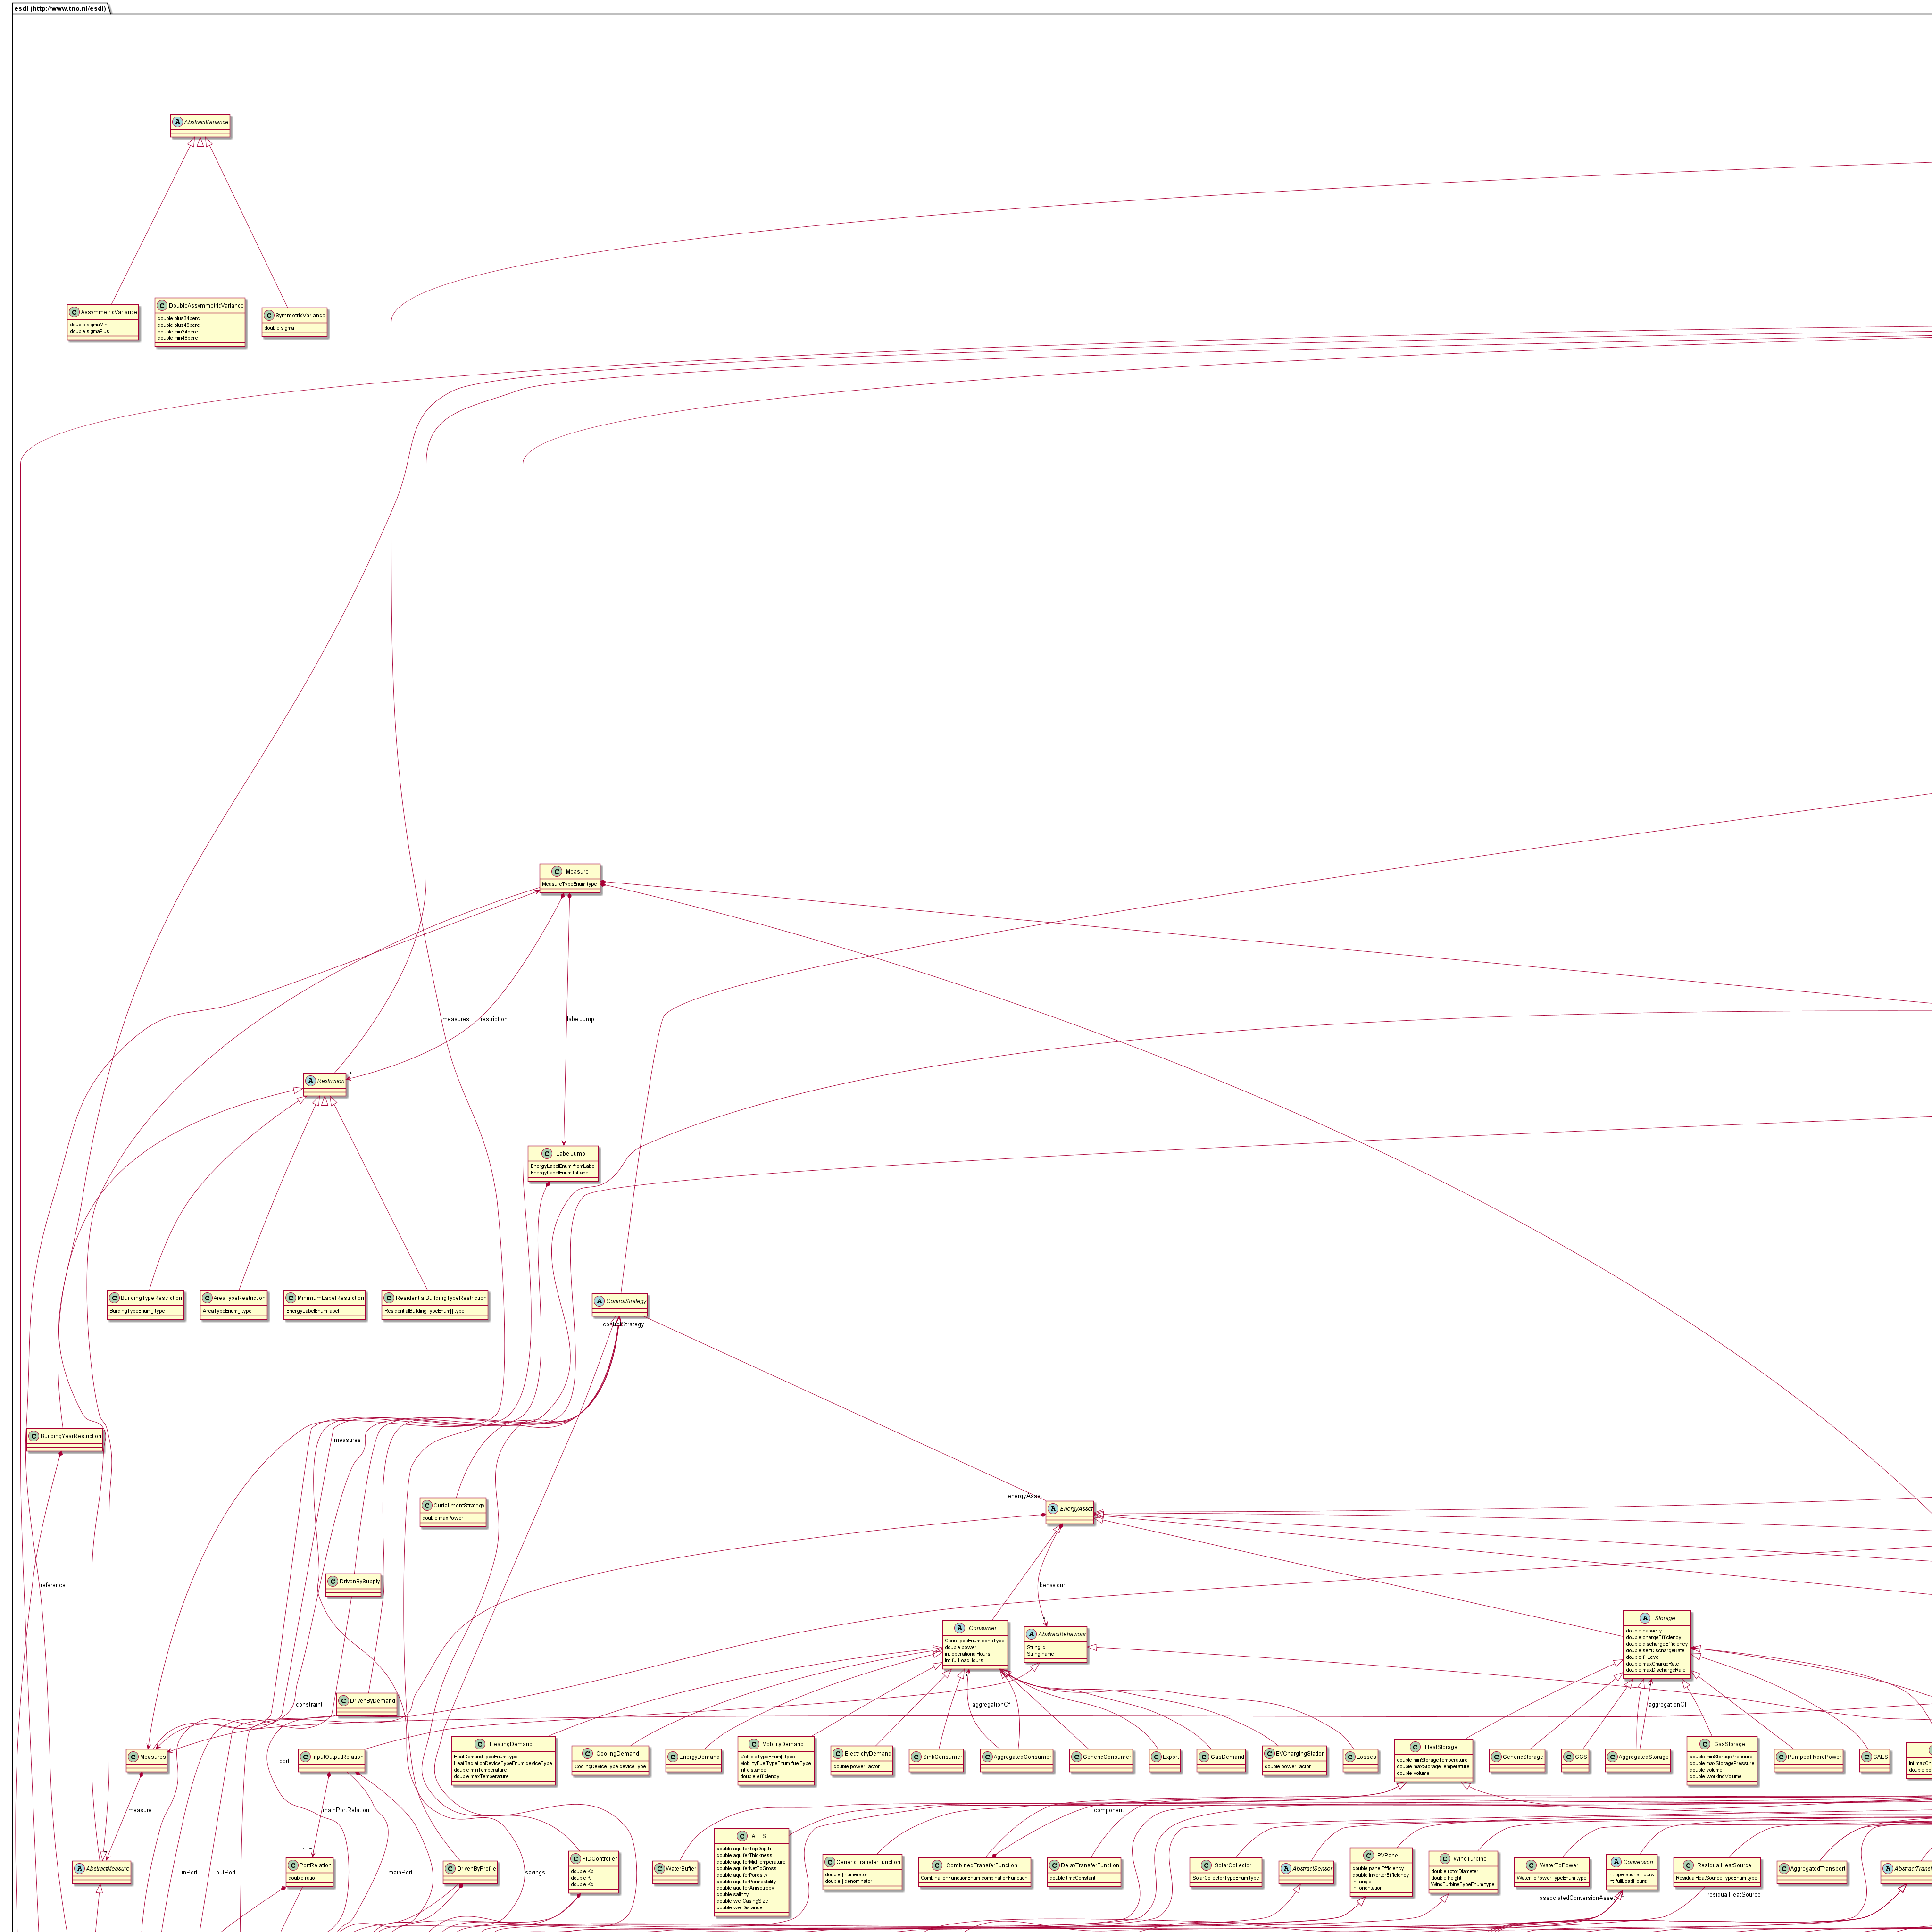 esdl (http://www.tno.nl/esdl)
AbstractVariance
AssymmetricVariance
double sigmaMin
double sigmaPlus
DoubleAssymmetricVariance
double plus34perc
double plus48perc
double min34perc
double min48perc
SymmetricVariance
double sigma
Measure
MeasureTypeEnum type
measures
restriction
labelJump
*
Restriction
LabelJump
EnergyLabelEnum fromLabel
EnergyLabelEnum toLabel
BuildingTypeRestriction
BuildingTypeEnum[] type
AreaTypeRestriction
AreaTypeEnum[] type
MinimumLabelRestriction
EnergyLabelEnum label
ResidentialBuildingTypeRestriction
ResidentialBuildingTypeEnum[] type
ControlStrategy
controlStrategy
BuildingYearRestriction
measures
energyAsset
EnergyAsset
CurtailmentStrategy
double maxPower
reference
DrivenBySupply
behaviour
*
Consumer
ConsTypeEnum consType
double power
int operationalHours
int fullLoadHours
AbstractBehaviour
String id
String name
Storage
double capacity
double chargeEfficiency
double dischargeEfficiency
double selfDischargeRate
double fillLevel
double maxChargeRate
double maxDischargeRate
constraint
DrivenByDemand
aggregationOf
*
aggregationOf
*
port
Measures
InputOutputRelation
HeatingDemand
HeatDemandTypeEnum type
HeatRadiationDeviceTypeEnum deviceType
double minTemperature
double maxTemperature
CoolingDemand
CoolingDeviceType deviceType
EnergyDemand
MobilityDemand
VehicleTypeEnum[] type
MobilityFuelTypeEnum fuelType
int distance
double efficiency
ElectricityDemand
double powerFactor
SinkConsumer
AggregatedConsumer
GenericConsumer
Export
GasDemand
EVChargingStation
double powerFactor
Losses
HeatStorage
double minStorageTemperature
double maxStorageTemperature
double volume
GenericStorage
CCS
AggregatedStorage
GasStorage
double minStoragePressure
double maxStoragePressure
double volume
double workingVolume
PumpedHydroPower
CAES
int maxCh
double po
measure
mainPortRelation
component
*
1..*
AbstractMeasure
inPort
outPort
PortRelation
double ratio
mainPort
DrivenByProfile
savings
PIDController
double Kp
double Ki
double Kd
WaterBuffer
ATES
double aquiferTopDepth
double aquiferThickness
double aquiferMidTemperature
double aquiferNetToGross
double aquiferPorosity
double aquiferPermeability
double aquiferAnisotropy
double salinity
double wellCasingSize
double wellDistance
GenericTransferFunction
double[] numerator
double[] denominator
CombinedTransferFunction
CombinationFunctionEnum combinationFunction
DelayTransferFunction
double timeConstant
SolarCollector
SolarCollectorTypeEnum type
AbstractSensor
PVPanel
double panelEfficiency
double inverterEfficiency
int angle
int orientation
WindTurbine
double rotorDiameter
double height
WindTurbineTypeEnum type
WaterToPower
WaterToPowerTypeEnum type
Conversion
int operationalHours
int fullLoadHours
ResidualHeatSource
ResidualHeatSourceTypeEnum type
AggregatedTransport
AbstractTransf
associatedConversionAsset
residualHeatSource